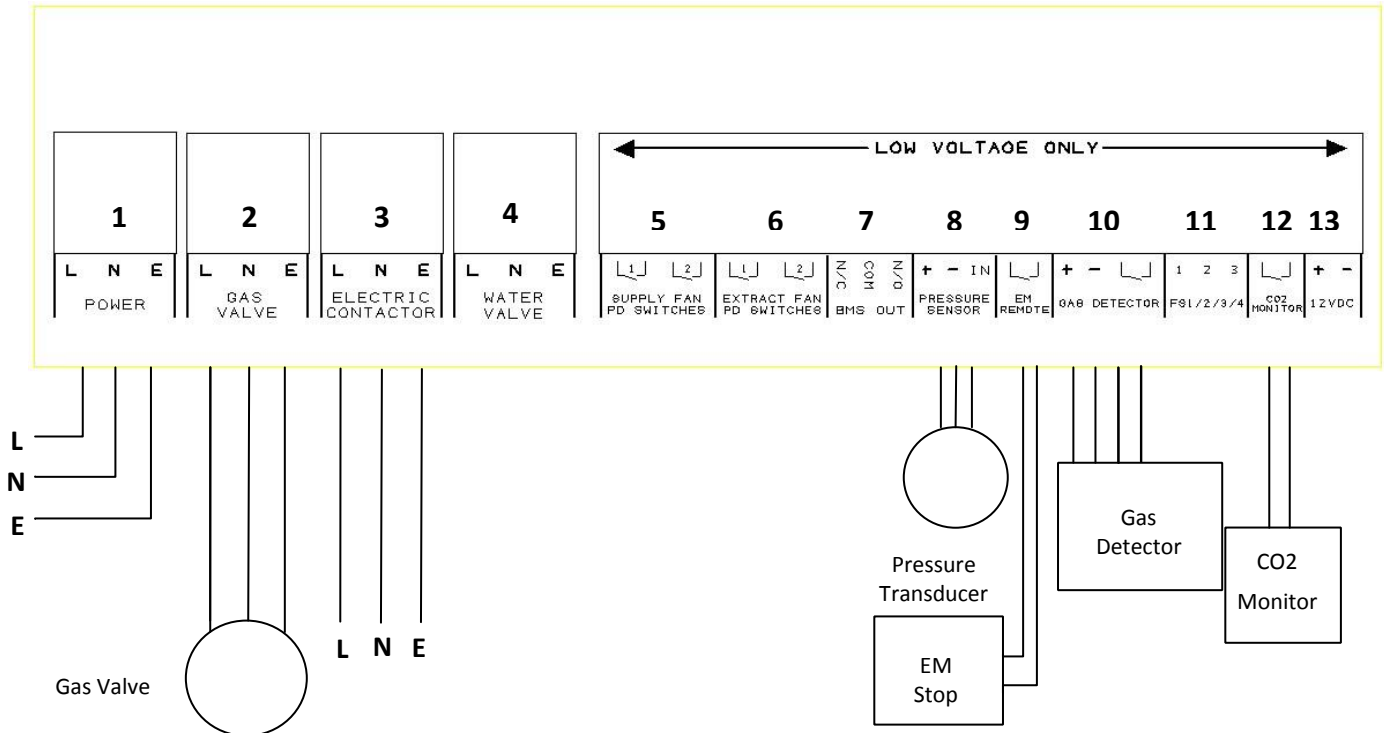 LOW VOLTAGE ONLY
1 2 3 4 5 6 7 8 9 10 11 12 13
L N E
POWER
L N E
GAS
VALVE
L N E
ELECTRIC
CONTACTOR
L N E
WATER
VALVE
1 2
SUPPLY FAN
PD SWITCHES
1 2
EXTRACT FAN
PD SWITCHES
N/C COM N/O
BMS OUT
+ - IN
PRESSURE
SENSOR
EM
REMOTE
+ -
GAS DETECTOR
1 2 3
FS1/2/3/4
CO2
MONITOR
+ -
12VDC
L
N
E
Gas Valve
L N E
Pressure
Transducer
EM
Stop
Gas
Detector
CO2
Monitor